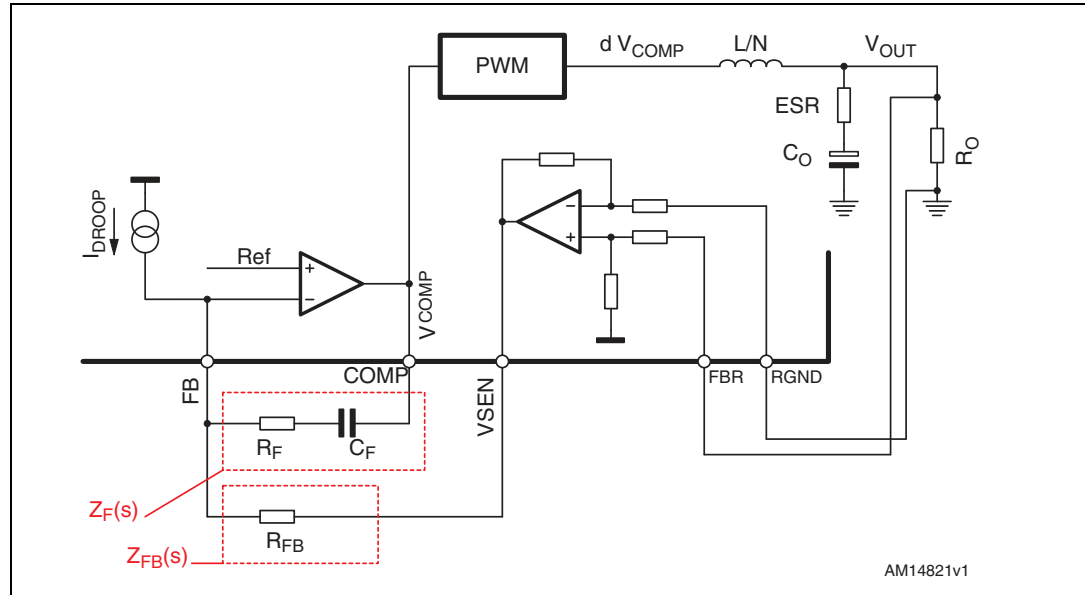 PWM
d VCOMP
L/N
VOUT
ESR
CO
RO
IDROOP
Ref
+
−
VCOMP
−
+
FB
COMP
VSEN
FBR
RGND
RF
CF
ZF(s)
RFB
ZFB(s)
AM14821v1